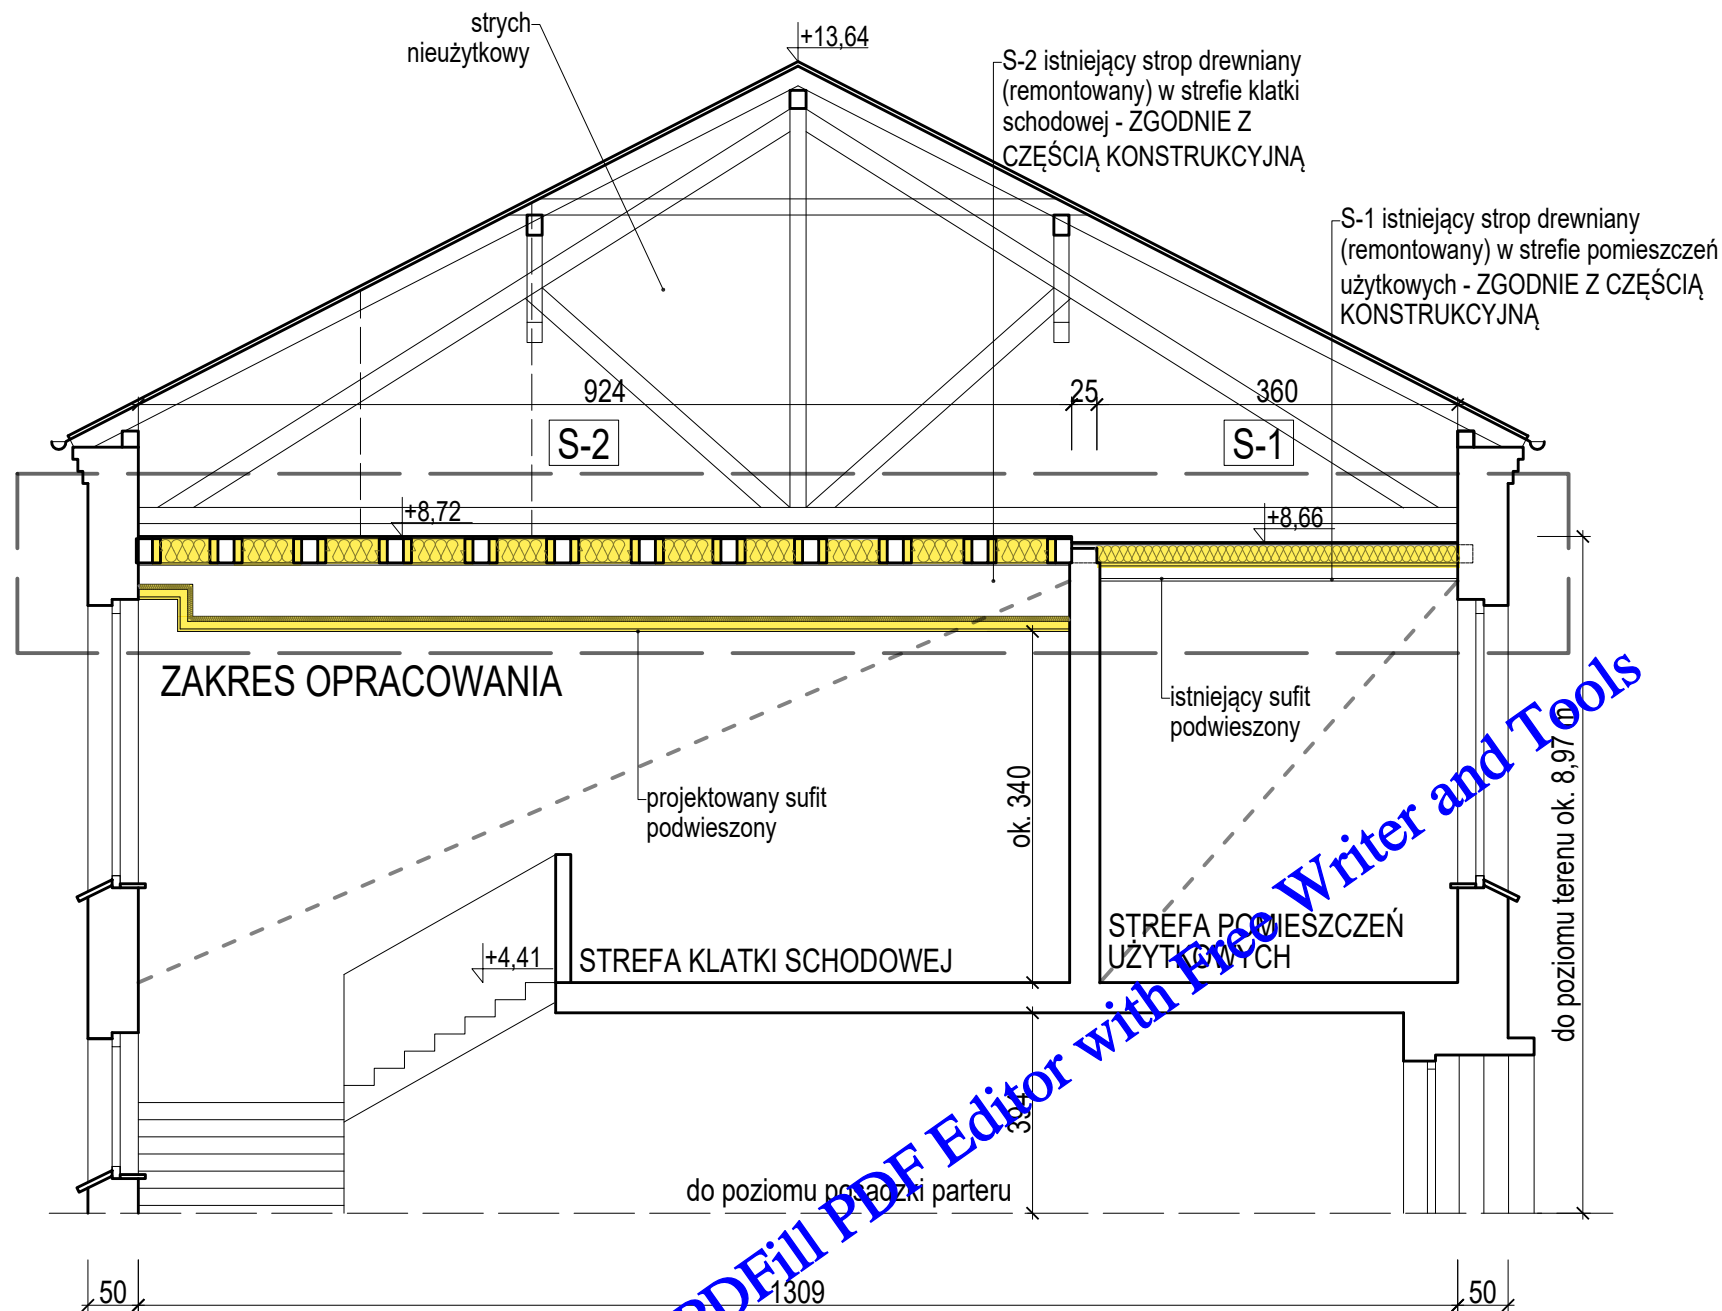 strych
nieużytkowy
+13,64
S-2 istniejący strop drewniany
(remontowany) w strefie klatki
schodowej - ZGODNIE Z
CZĘŚCIĄ KONSTRUKCYJNĄ
S-1 istniejący strop drewniany
(remontowany) w strefie pomieszczeń
użytkowych - ZGODNIE Z CZĘŚCIĄ
KONSTRUKCYJNĄ
924
25
360
S-2
S-1
+8,72
+8,66
ZAKRES OPRACOWANIA
istniejący sufit
podwieszony
projektowany sufit
podwieszony
ok. 340
do poziomu terenu ok. 8,97 m
+4,41
STREFA KLATKI SCHODOWEJ
STREFA POMIESZCZEŃ
UŻYTKOWYCH
do poziomu posadzki parteru
PDFill PDF Editor with Free Writer and Tools
50
1309
50